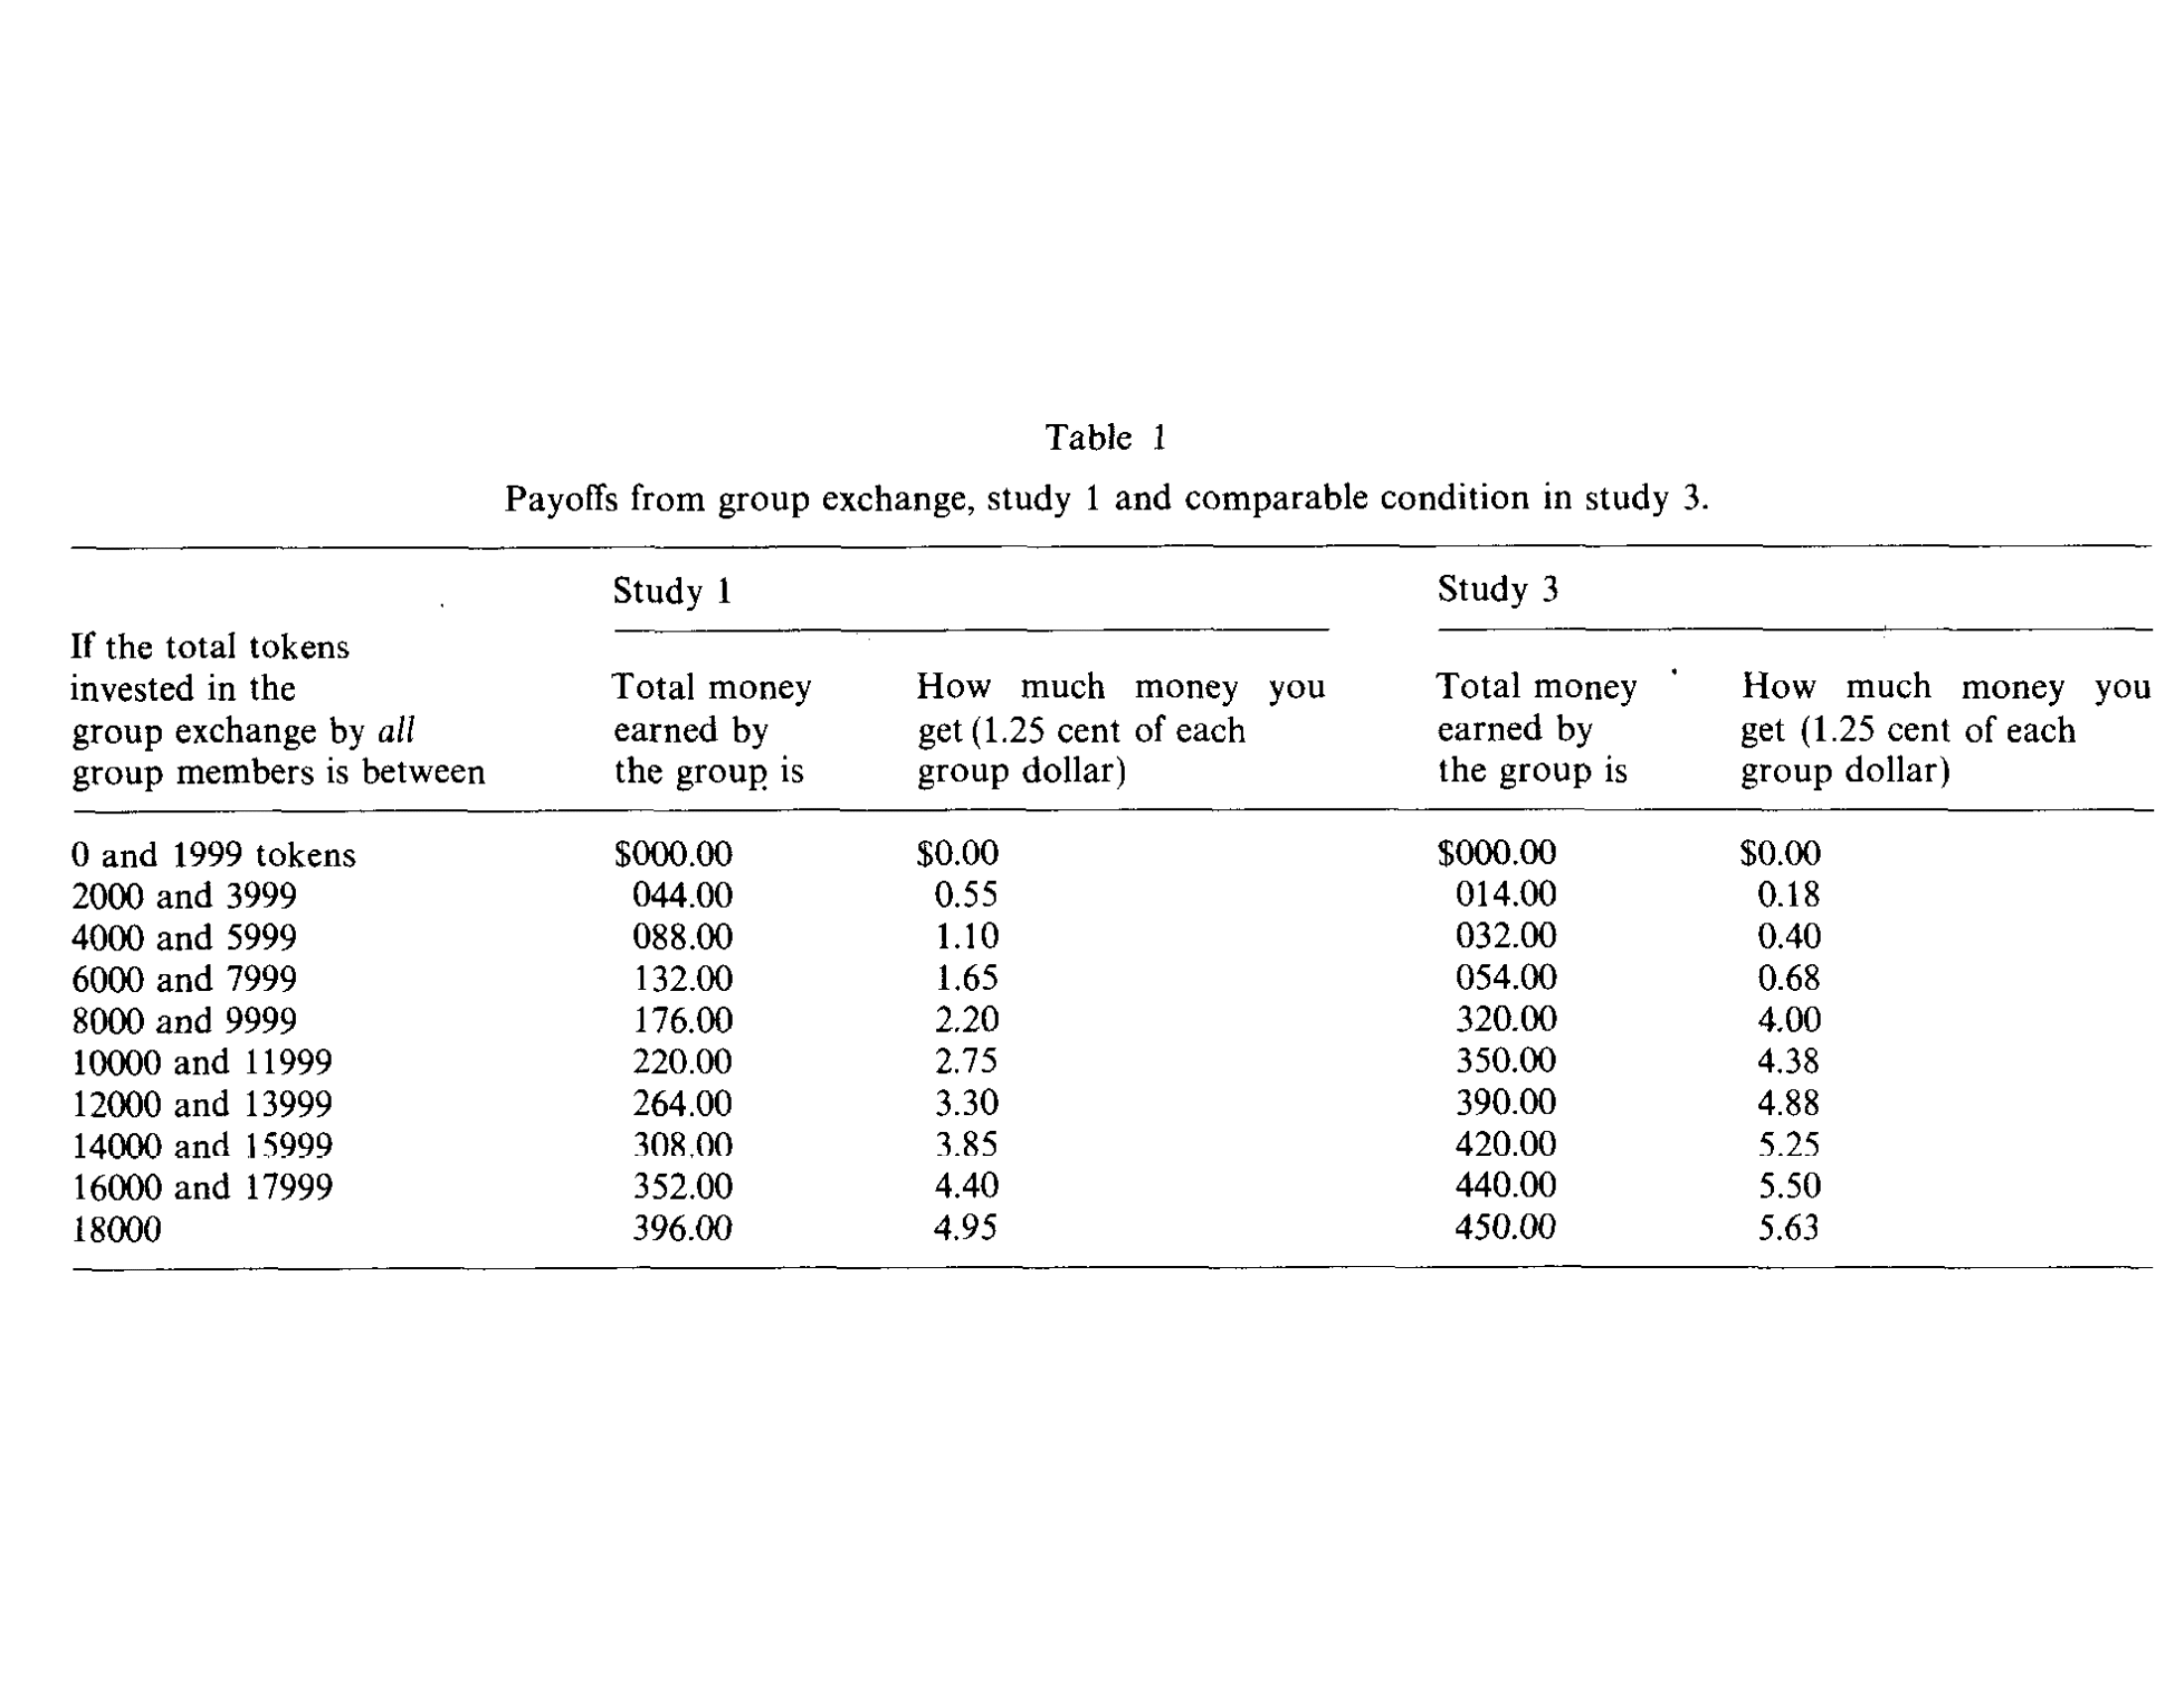 Table 1
Payoffs from group exchange, study 1 and comparable condition in study 3.
Study 1 Study 3
If the total tokens
invested in the Total money How much money you Total money How much money you
group exchange by all earned by get (1.25 cent of each earned by get (1.25 cent of each
group members is between the group is group dollar) the group is group dollar)
0 and 1999 tokens $000.00 $0.00 $000.00 $0.00
2000 and 3999 044.00 0.55 014.00 0.18
4000 and 5999 088.00 1.10 032.00 0.40
6000 and 7999 132.00 1.65 054.00 0.68
8000 and 9999 176.00 2.20 320.00 4.00
10000 and 11999 220.00 2.75 350.00 4.38
12000 and 13999 264.00 3.30 390.00 4.88
14000 and 15999 308.00 3.85 420.00 5.25
16000 and 17999 352.00 4.40 440.00 5.50
18000 396.00 4.95 450.00 5.63